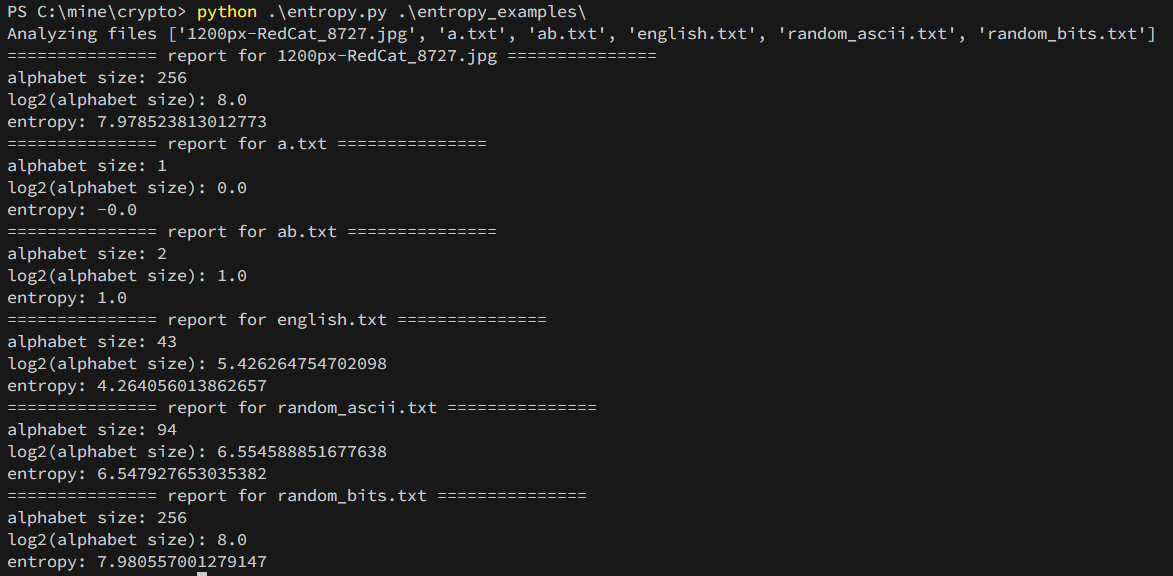 PS C:\mine\crypto> python .\entropy.py .\entropy_examples\
Analyzing files ['1200px-RedCat_8727.jpg', 'a.txt', 'ab.txt', 'english.txt', 'random_ascii.txt', 'random_bits.txt']
=============== report for 1200px-RedCat_8727.jpg ===============
alphabet size: 256
log2(alphabet size): 8.0
entropy: 7.978523813012773
=============== report for a.txt ===============
alphabet size: 1
log2(alphabet size): 0.0
entropy: -0.0
=============== report for ab.txt ===============
alphabet size: 2
log2(alphabet size): 1.0
entropy: 1.0
=============== report for english.txt ===============
alphabet size: 43
log2(alphabet size): 5.426264754702098
entropy: 4.264056013862657
=============== report for random_ascii.txt ===============
alphabet size: 94
log2(alphabet size): 6.554588851677638
entropy: 6.547927653035382
=============== report for random_bits.txt ===============
alphabet size: 256
log2(alphabet size): 8.0
entropy: 7.980557001279147